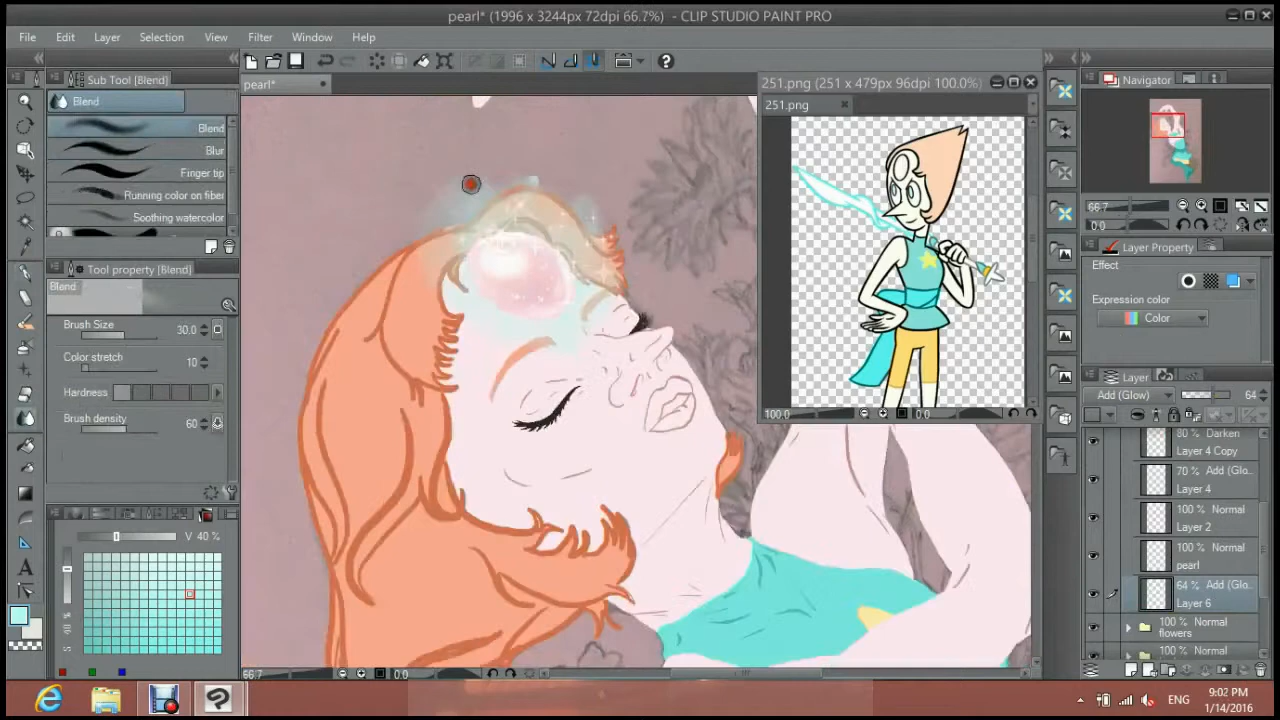 pearl* (1996 x 3244px 72dpi 66.7%) - CLIP STUDIO PAINT PRO
File Edit Layer Selection View Filter Window Help
Sub Tool [Blend]
Blend
Blend
Blur
Finger tip
Running color on fiber
Soothing watercolor
Tool property [Blend]
Blend
Brush Size 30.0
Color stretch 10
Hardness
Brush density 60
V 40 %
pearl*
251.png (251 x 479px 96dpi 100.0%)
251.png
100.0 0.0
66.7 0.0
Navigator
66.7
0.0
Layer Property
Effect
Expression color
Color
Layer
Add (Glow) 64
80 % Darken
Layer 4 Copy
70 % Add (Glo..
Layer 4
100 % Normal
Layer 2
100 % Normal
pearl
64 % Add (Glo..
Layer 6
100 % Normal
flowers
100 % Normal
ENG
9:02 PM
1/14/2016